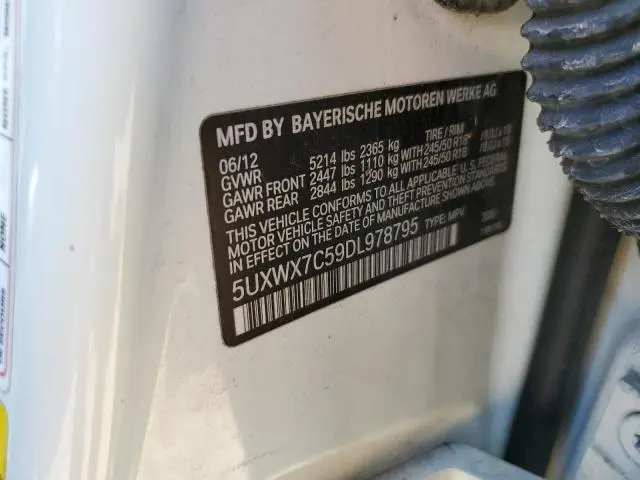 MFD BY BAYERISCHE MOTOREN WERKE AG
06/12 TIRE / RIM
GVWR 5214 lbs 2365 kg
GAWR FRONT 2447 lbs 1110 kg WITH 245/50 R18
GAWR REAR 2844 lbs 1290 kg WITH 245/50 R18
THIS VEHICLE CONFORMS TO ALL APPLICABLE U.S. FEDERAL
MOTOR VEHICLE SAFETY AND THEFT PREVENTION STANDARDS
IN EFFECT ON THE DATE OF MANUFACTURE SHOWN ABOVE.
5UXWX7C59DL978795 TYPE: MPV
NONE